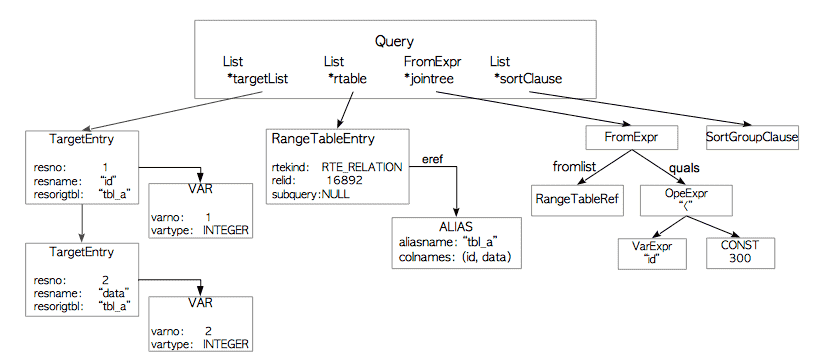 Query
List
*targetList
List
*rtable
FromExpr
*jointree
List
*sortClause
TargetEntry
resno: 1
resname: “id”
resorigtbl: “tbl_a”
VAR
varno: 1
vartype: INTEGER
TargetEntry
resno: 2
resname: “data”
resorigtbl: “tbl_a”
VAR
varno: 2
vartype: INTEGER
RangeTableEntry
rtekind: RTE_RELATION
relid: 16892
subquery:NULL
eref
ALIAS
aliasname: “tbl_a”
colnames: (id, data)
FromExpr
fromlist
quals
RangeTableRef
OpeExpr
“<”
VarExpr
“id”
CONST
300
SortGroupClause